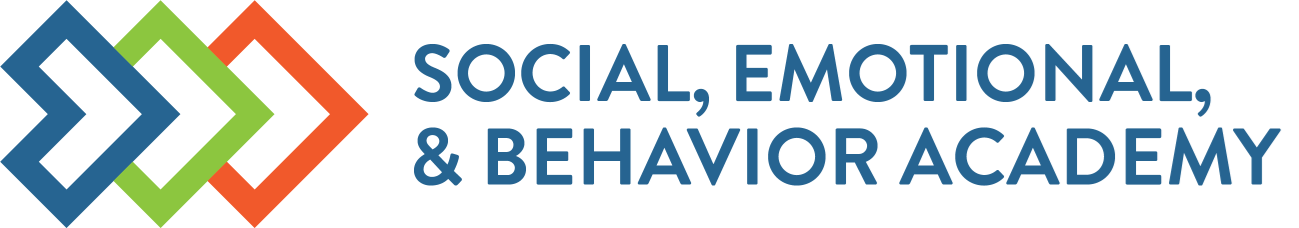 SOCIAL, EMOTIONAL,
& BEHAVIOR ACADEMY